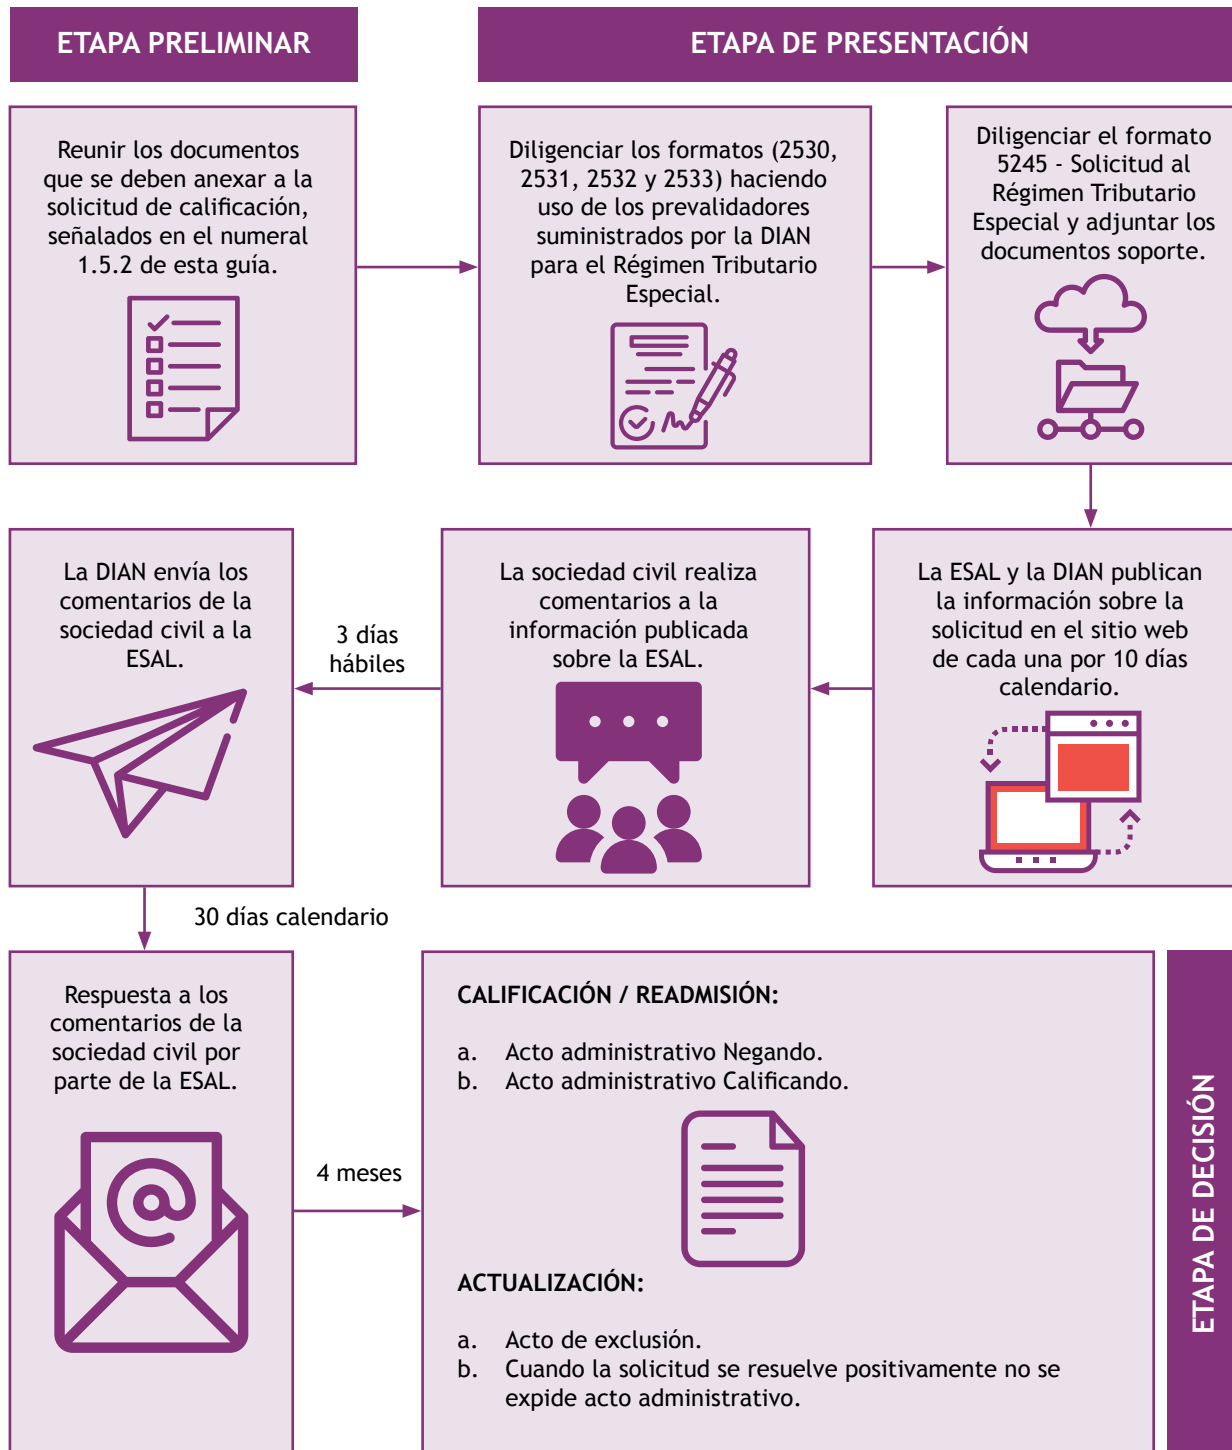 ETAPA PRELIMINAR
ETAPA DE PRESENTACIÓN
Reunir los documentos
que se deben anexar a la
solicitud de calificación,
señalados en el numeral
1.5.2 de esta guía.
Diligenciar los formatos (2530,
2531, 2532 y 2533) haciendo
uso de los prevalidadores
suministrados por la DIAN
para el Régimen Tributario
Especial.
Diligenciar el formato
5245 - Solicitud al
Régimen Tributario
Especial y adjuntar los
documentos soporte.
La ESAL y la DIAN publican
la información sobre la
solicitud en el sitio web
de cada una por 10 días
calendario.
La sociedad civil realiza
comentarios a la
información publicada
sobre la ESAL.
3 días
hábiles
La DIAN envía los
comentarios de la
sociedad civil a la
ESAL.
30 días calendario
Respuesta a los
comentarios de la
sociedad civil por
parte de la ESAL.
4 meses
CALIFICACIÓN / READMISIÓN:
a. Acto administrativo Negando.
b. Acto administrativo Calificando.
ACTUALIZACIÓN:
a. Acto de exclusión.
b. Cuando la solicitud se resuelve positivamente no se
expide acto administrativo.
ETAPA DE DECISIÓN